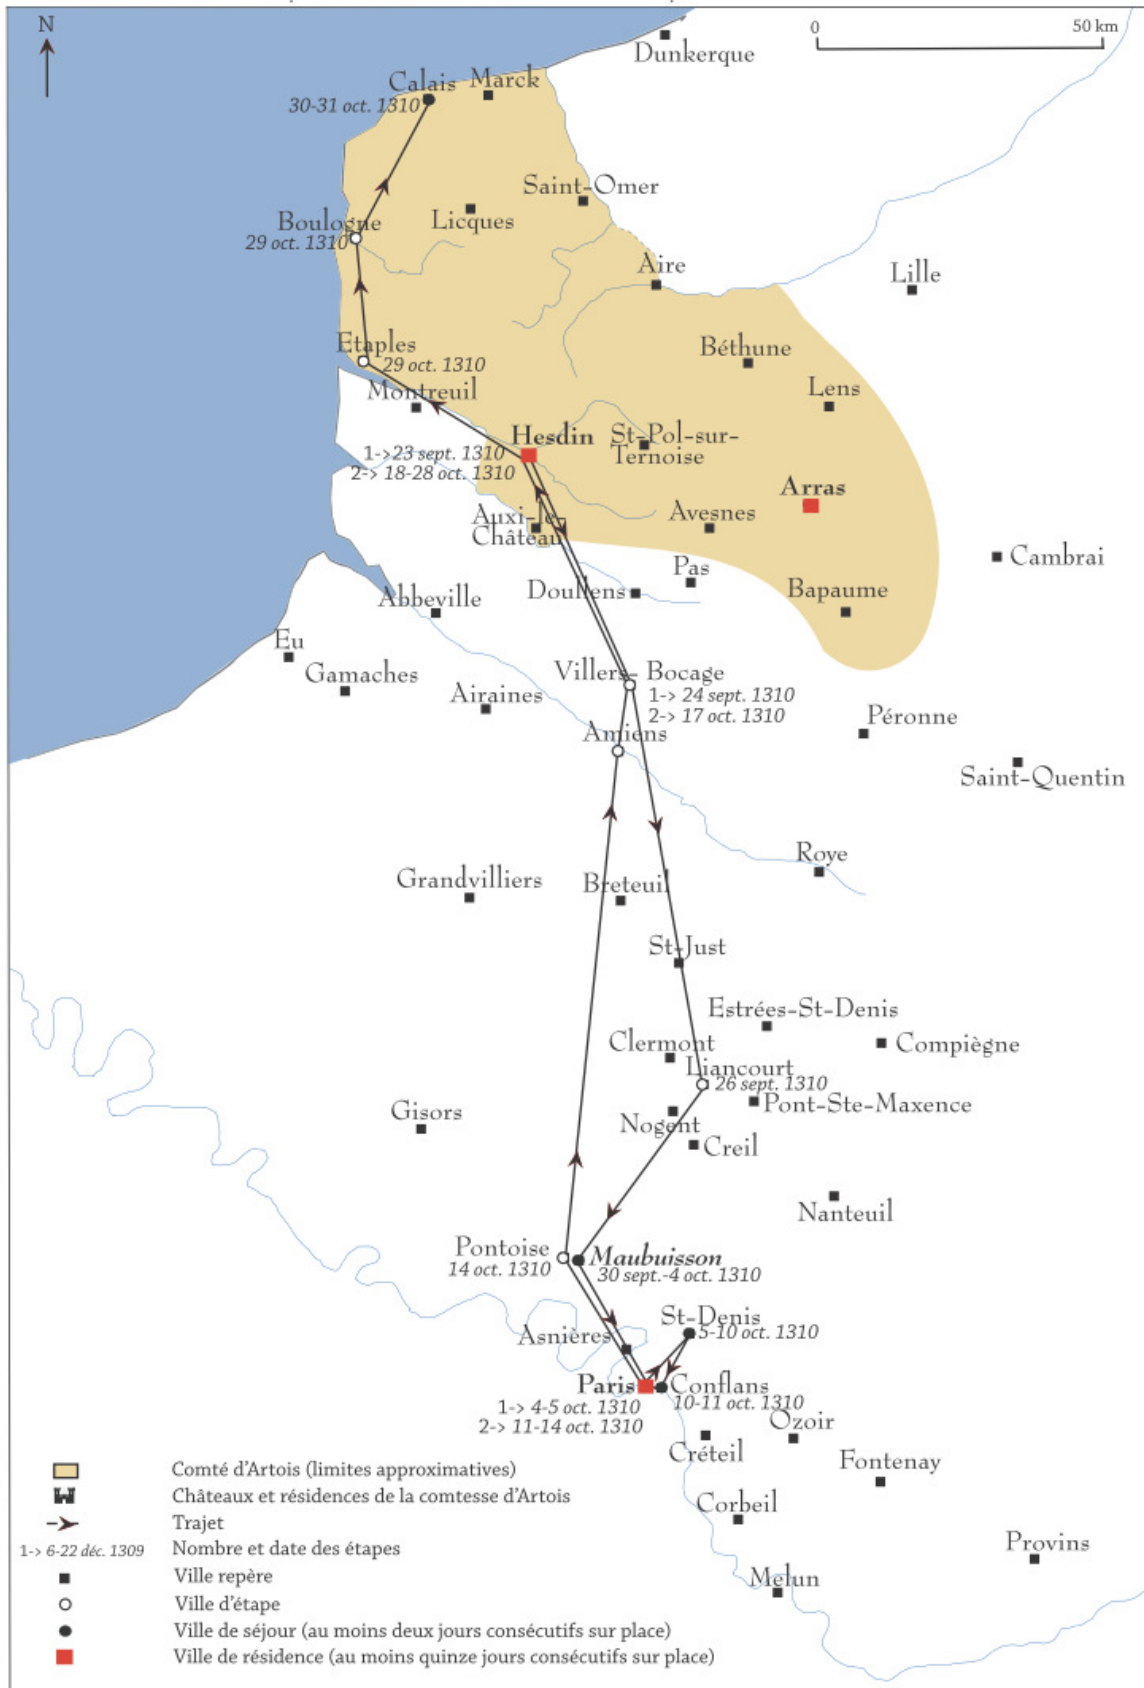 N
0
50 km
Dunkerque
Calais
Marck
30-31 oct. 1310
Saint-Omer
Licques
Boulogne
29 oct. 1310
Aire
Lille
Etaples
29 oct. 1310
Béthune
Montreuil
Lens
Hesdin
1->23 sept. 1310
2-> 18-28 oct. 1310
St-Pol-sur-
Ternoise
Arras
Auxi-le-
Château
Avesnes
Cambrai
Pas
Doullens
Bapaume
Abbeville
Eu
Gamaches
Airaines
Villers- Bocage
1-> 24 sept. 1310
2-> 17 oct. 1310
Péronne
Amiens
Saint-Quentin
Roye
Grandvilliers
Breteuil
St-Just
Estrées-St-Denis
Clermont
Compiègne
Liancourt
26 sept. 1310
Pont-Ste-Maxence
Gisors
Nogent
Creil
Nanteuil
Pontoise
14 oct. 1310
Maubuisson
30 sept.-4 oct. 1310
St-Denis
5-10 oct. 1310
Asnières
Paris
1-> 4-5 oct. 1310
2-> 11-14 oct. 1310
Conflans
10-11 oct. 1310
Ozoir
Créteil
Fontenay
Corbeil
Provins
Melun
Comté d'Artois (limites approximatives)
Châteaux et résidences de la comtesse d'Artois
Trajet
1-> 6-22 déc. 1309 Nombre et date des étapes
Ville repère
Ville d'étape
Ville de séjour (au moins deux jours consécutifs sur place)
Ville de résidence (au moins quinze jours consécutifs sur place)